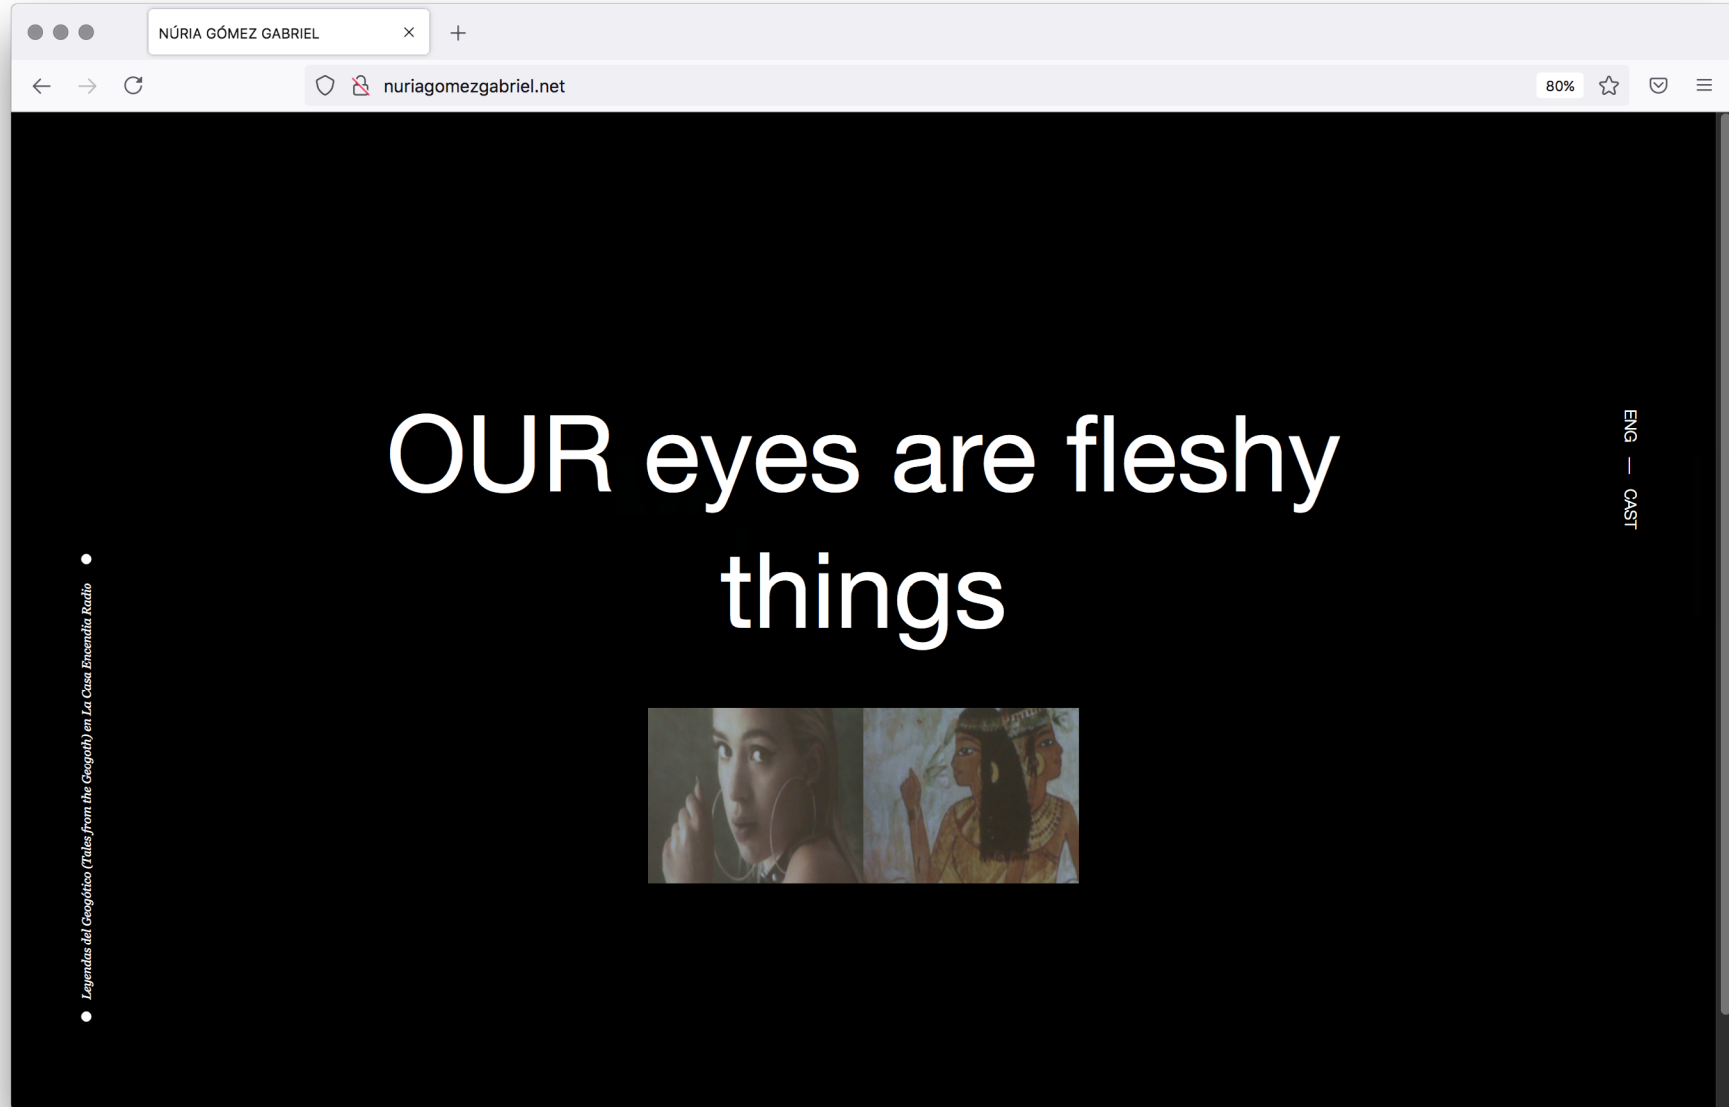 NÚRIA GÓMEZ GABRIEL
nuriagomezgabriel.net
80%
OUR eyes are fleshy
things
ENG — CAST
Leyendas del Geogótico (Tales from the Geogoth) en La Casa Encendia Radio